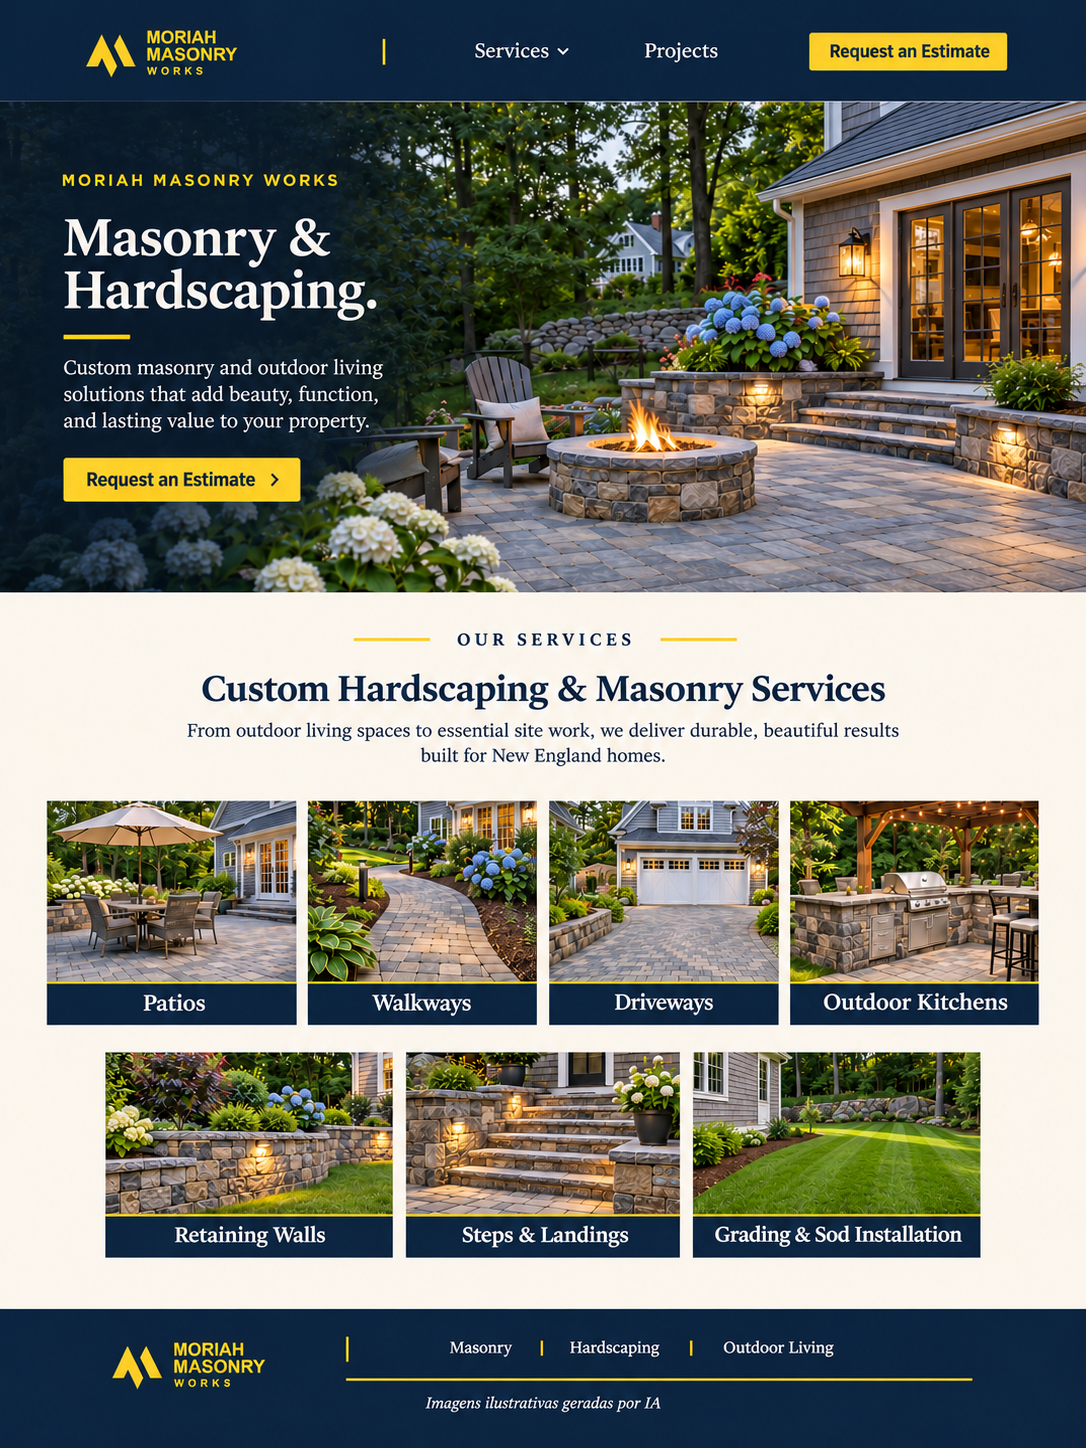 MORIAH
MASONRY
WORKS
Services
Projects
Request an Estimate
MORIAH MASONRY WORKS
Masonry &
Hardscaping.
Custom masonry and outdoor living
solutions that add beauty, function,
and lasting value to your property.
Request an Estimate
OUR SERVICES
Custom Hardscaping & Masonry Services
From outdoor living spaces to essential site work, we deliver durable, beautiful results
built for New England homes.
Patios
Walkways
Driveways
Outdoor Kitchens
Retaining Walls
Steps & Landings
Grading & Sod Installation
MORIAH
MASONRY
WORKS
Masonry
Hardscaping
Outdoor Living
Imagens ilustrativas geradas por IA